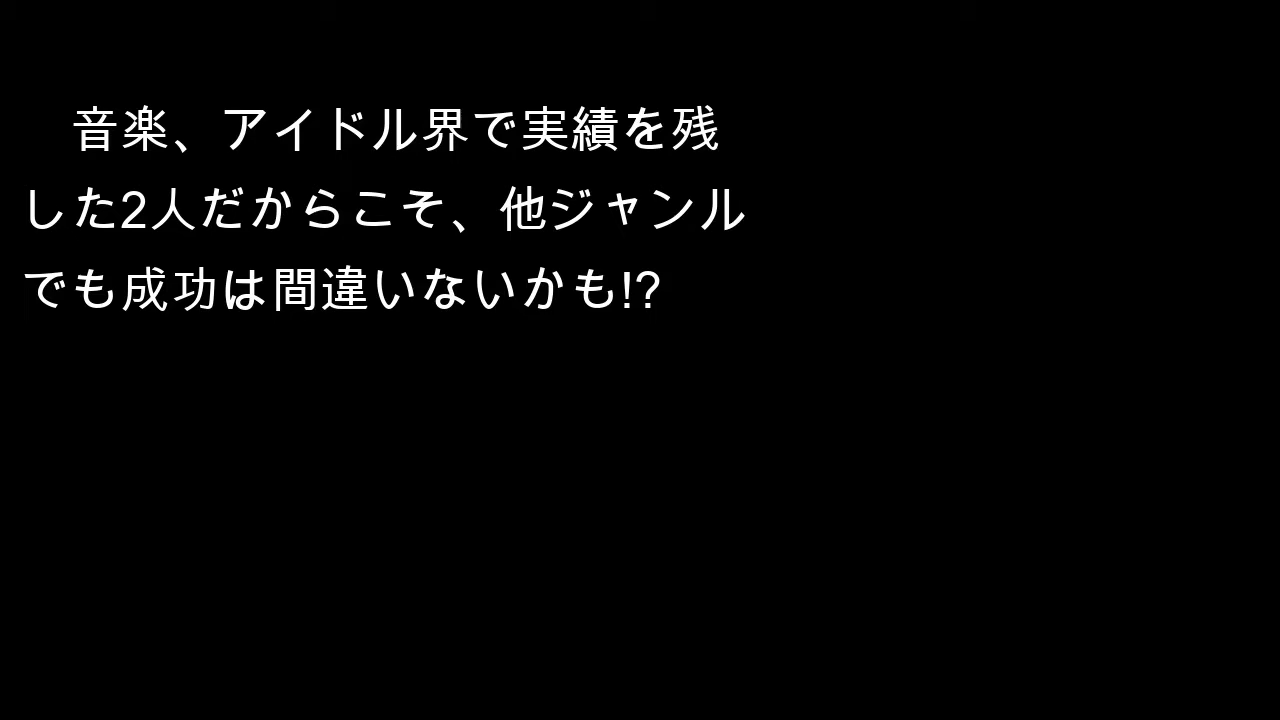 音楽、アイドル界で実績を残
した2人だからこそ、他ジャンル
でも成功は間違いないかも!?